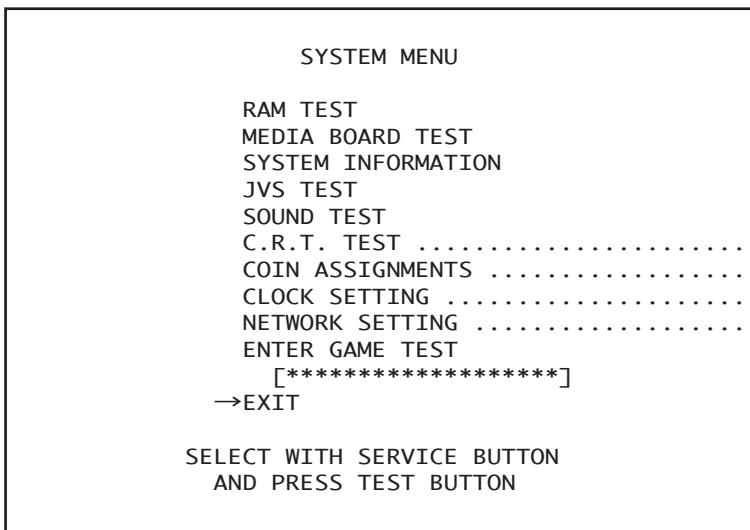 SYSTEM MENU
RAM TEST
MEDIA BOARD TEST
SYSTEM INFORMATION
JVS TEST
SOUND TEST
C.R.T. TEST .......................
COIN ASSIGNMENTS ..................
CLOCK SETTING .....................
NETWORK SETTING ...................
ENTER GAME TEST
[*******************]
→EXIT
SELECT WITH SERVICE BUTTON
AND PRESS TEST BUTTON